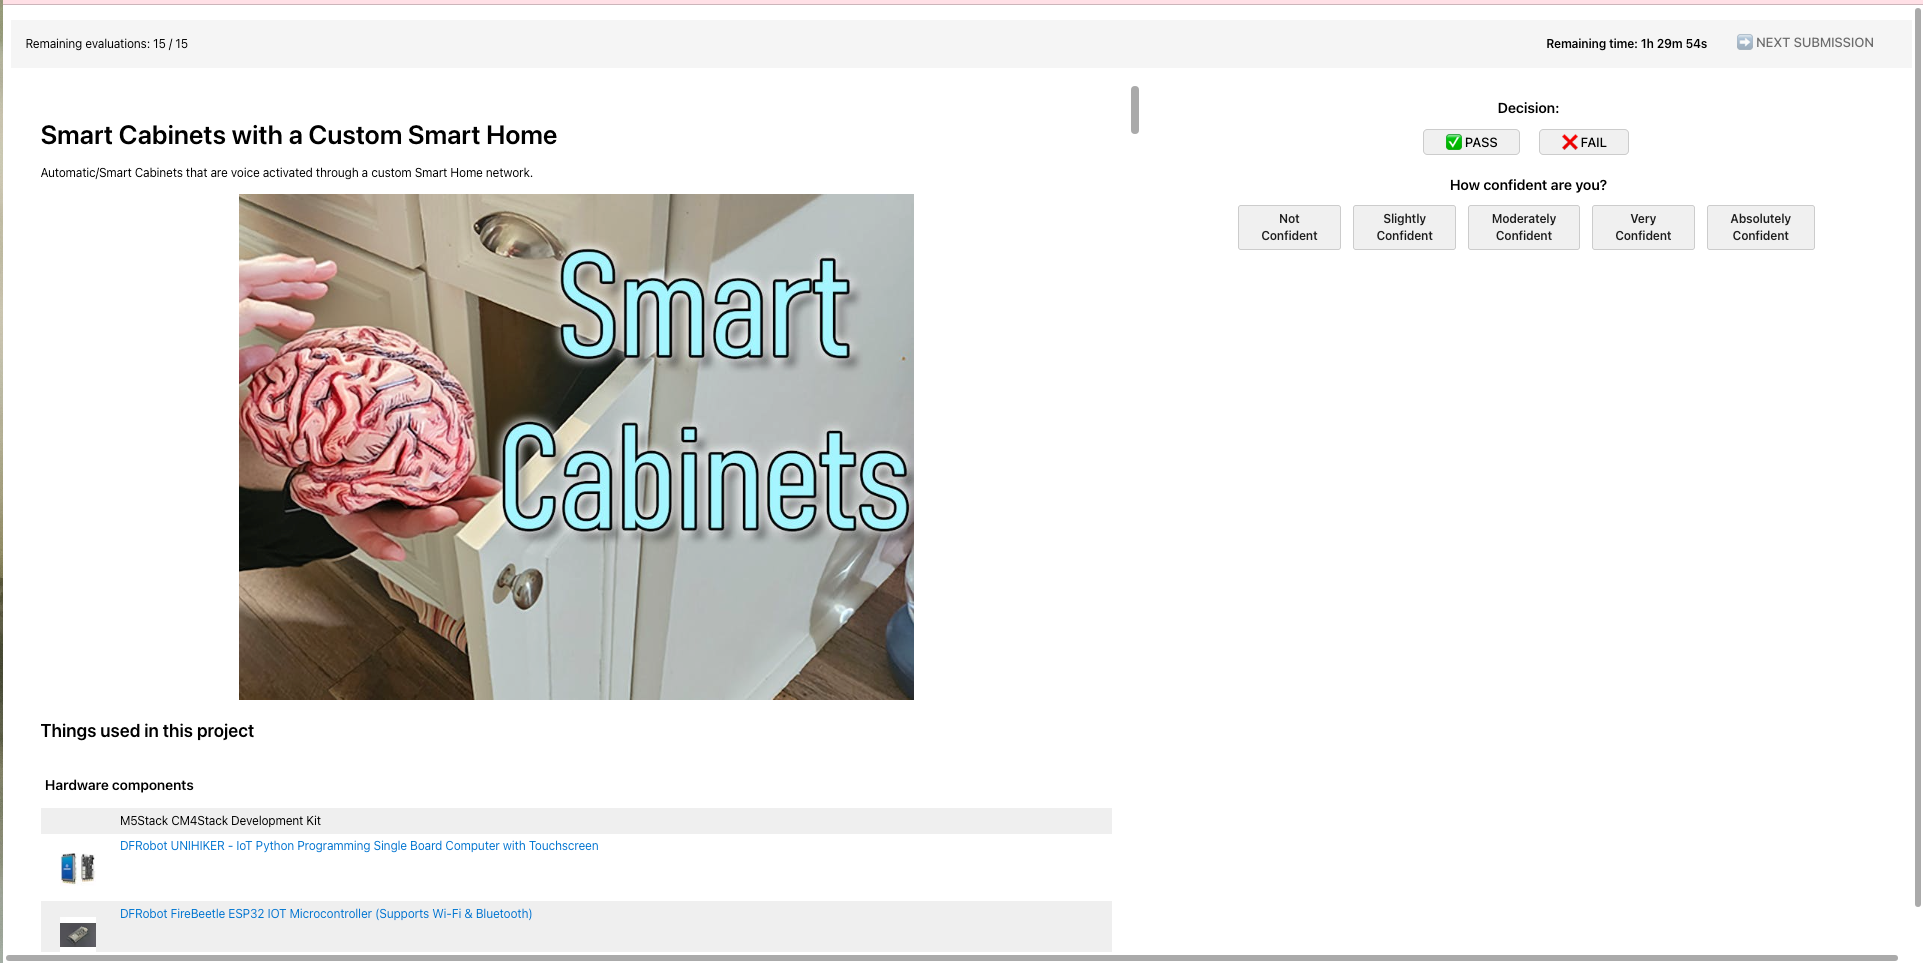 Remaining evaluations: 15 / 15
Remaining time: 1h 29m 54s
➡️ NEXT SUBMISSION
Smart Cabinets with a Custom Smart Home
Automatic/Smart Cabinets that are voice activated through a custom Smart Home network.
Smart
Cabinets
Things used in this project
Hardware components
M5Stack CM4Stack Development Kit
DFRobot UNIHIKER - IoT Python Programming Single Board Computer with Touchscreen
DFRobot FireBeetle ESP32 IOT Microcontroller (Supports Wi-Fi & Bluetooth)
Decision:
✅ PASS
❌ FAIL
How confident are you?
Not
Confident
Slightly
Confident
Moderately
Confident
Very
Confident
Absolutely
Confident